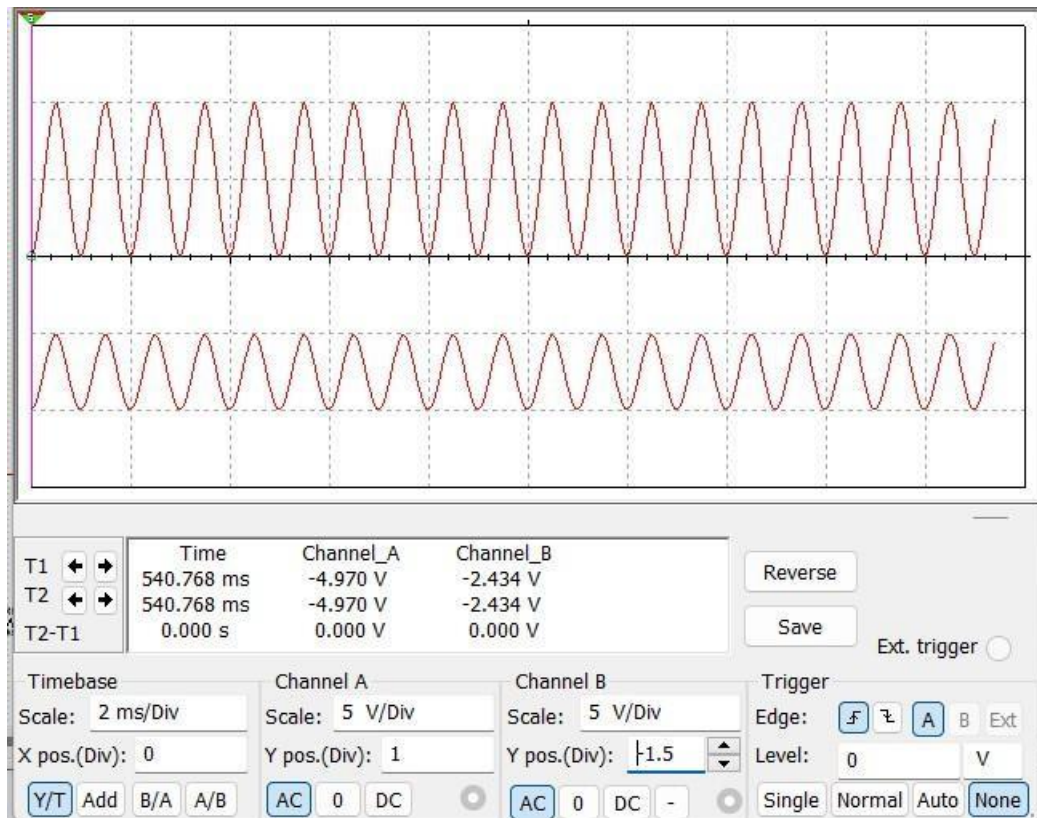 Time Channel_A Channel_B
T1 540.768 ms -4.970 V -2.434 V
T2 540.768 ms -4.970 V -2.434 V
T2-T1 0.000 s 0.000 V 0.000 V
Reverse
Save
Ext. trigger
Timebase
Scale: 2 ms/Div
X pos.(Div): 0
Y/T Add B/A A/B
Channel A
Scale: 5 V/Div
Y pos.(Div): 1
AC 0 DC
Channel B
Scale: 5 V/Div
Y pos.(Div): -1.5
AC 0 DC -
Trigger
Edge: A B Ext
Level: 0 V
Single Normal Auto None